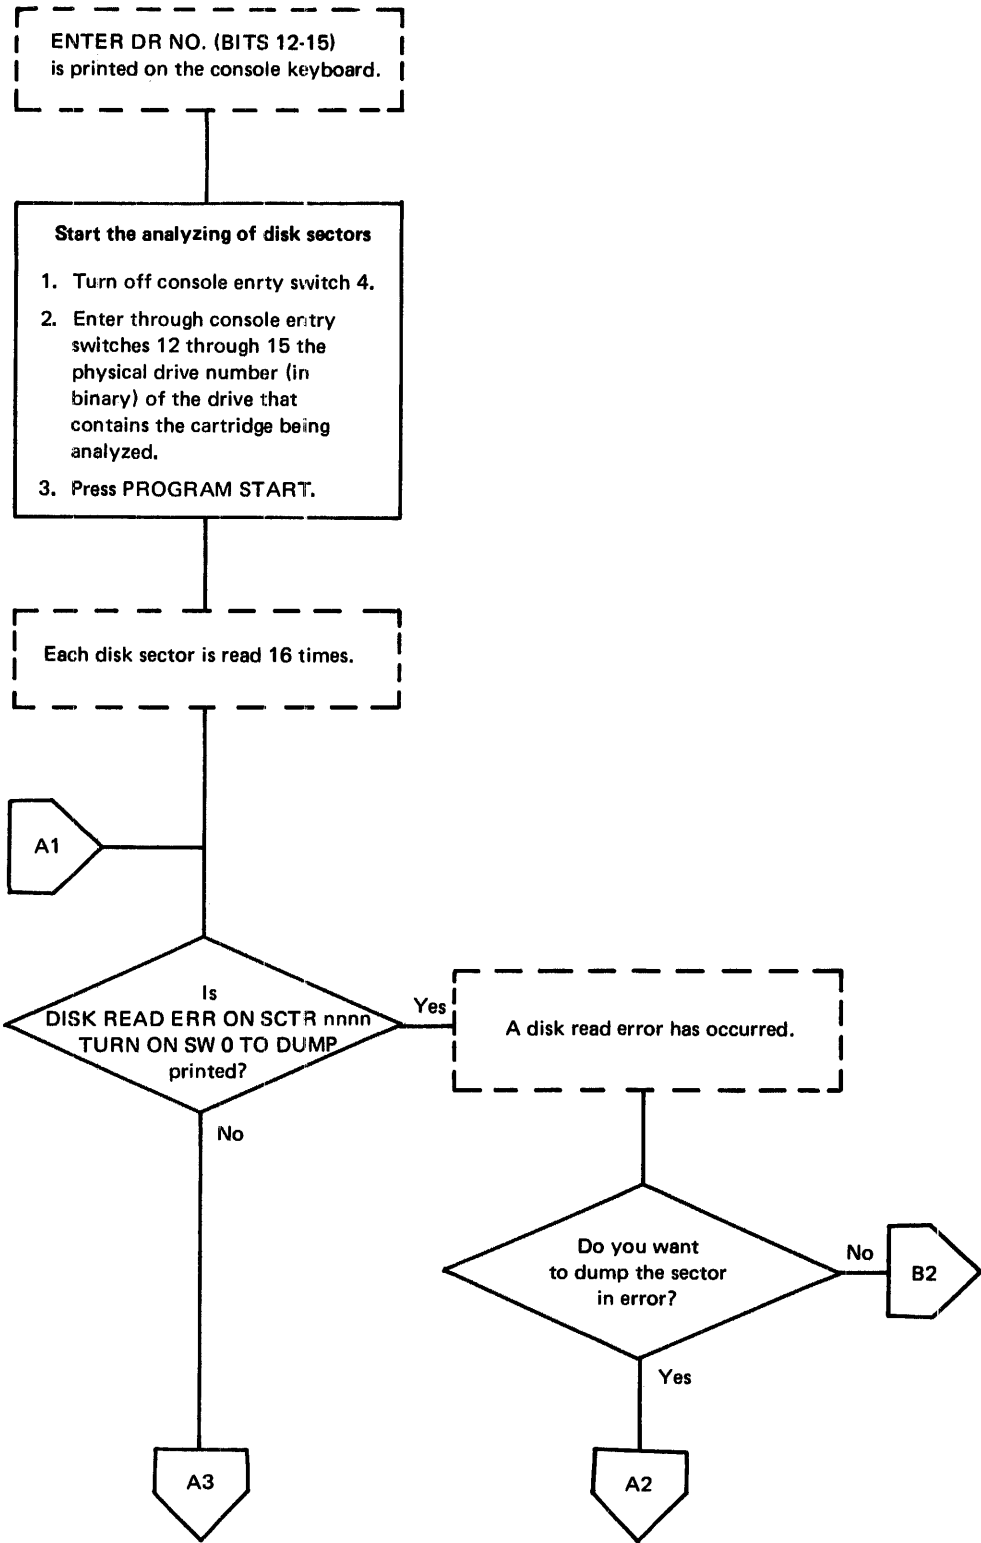 ENTER DR NO. (BITS 12-15)
is printed on the console keyboard.
Start the analyzing of disk sectors
1. Turn off console enrty switch 4.
2. Enter through console entry
switches 12 through 15 the
physical drive number (in
binary) of the drive that
contains the cartridge being
analyzed.
3. Press PROGRAM START.
Each disk sector is read 16 times.
A1
Is
DISK READ ERR ON SCTR nnnn
TURN ON SW 0 TO DUMP
printed?
Yes
A disk read error has occurred.
No
Do you want
to dump the sector
in error?
No
B2
Yes
A3
A2